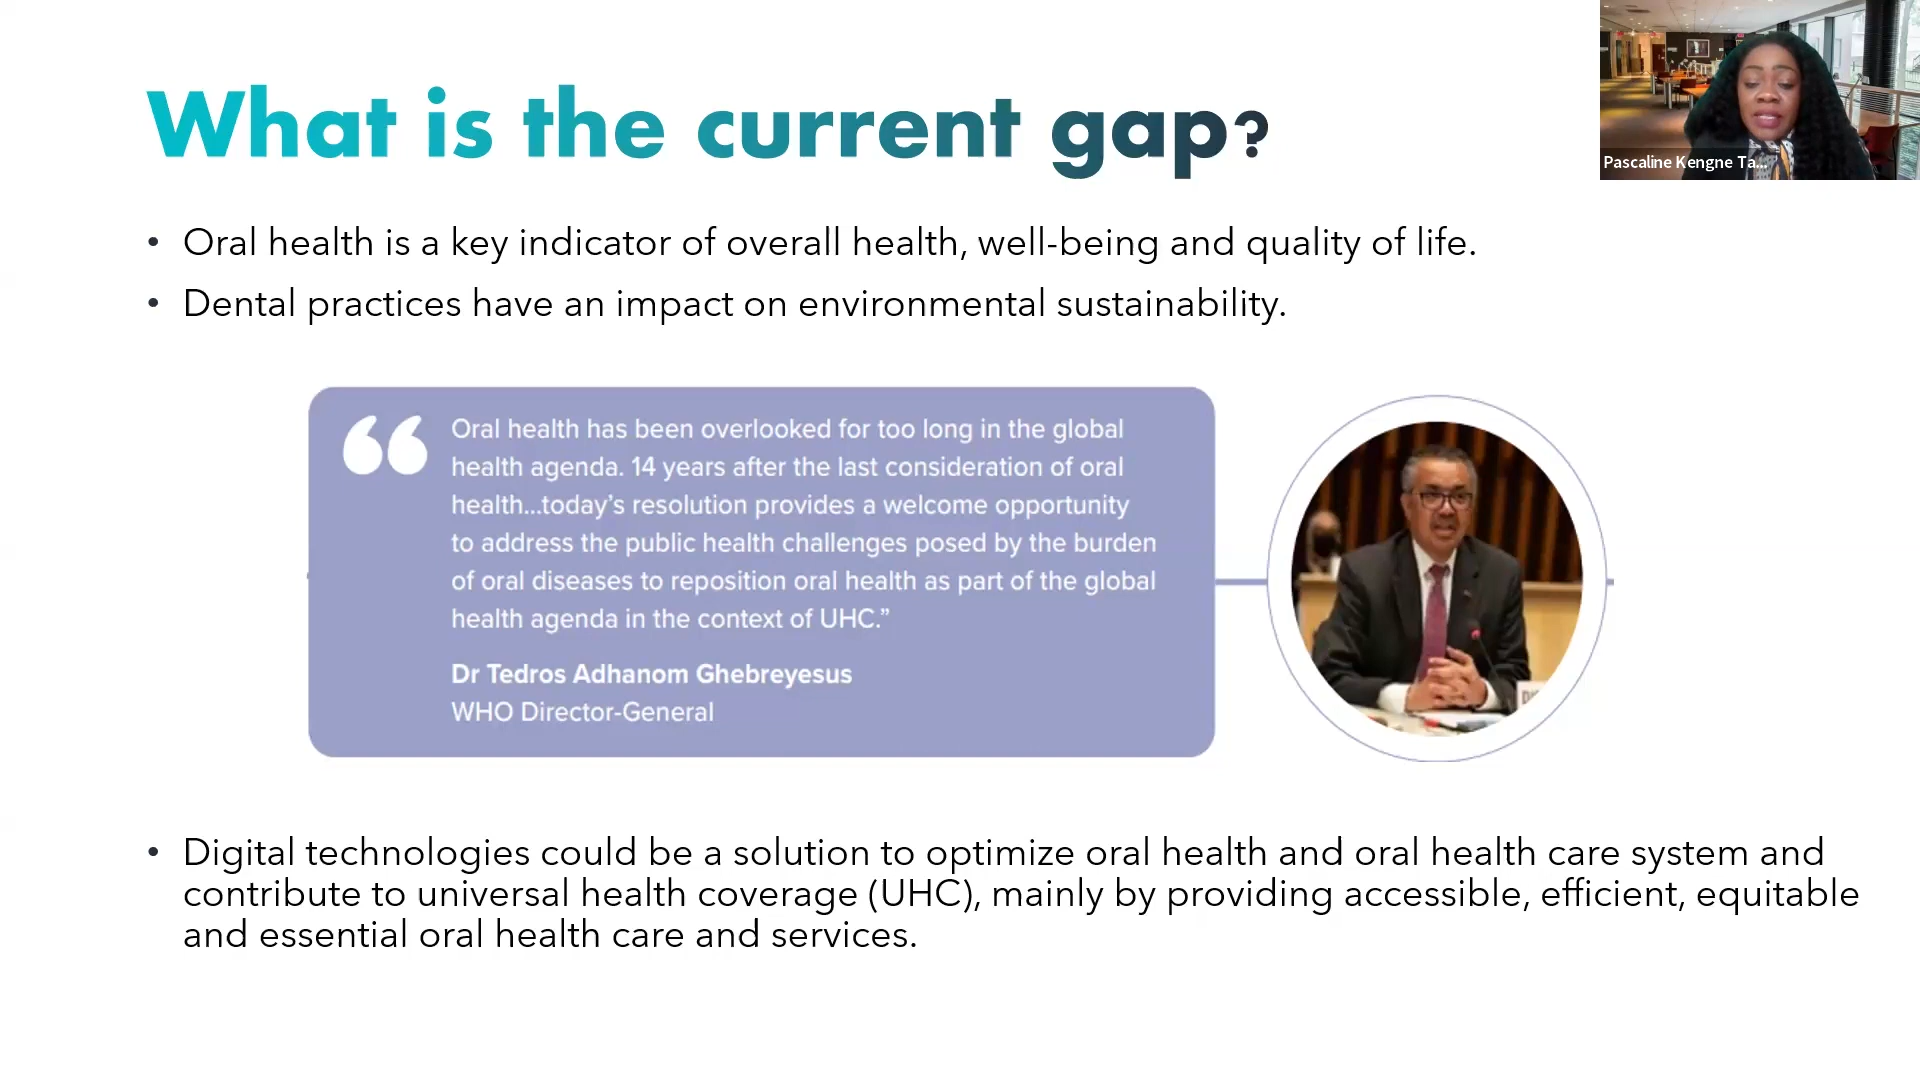 What is the current gap?
Pascaline Kengne Ta...
• Oral health is a key indicator of overall health, well-being and quality of life.
• Dental practices have an impact on environmental sustainability.
“
Oral health has been overlooked for too long in the global
health agenda. 14 years after the last consideration of oral
health...today’s resolution provides a welcome opportunity
to address the public health challenges posed by the burden
of oral diseases to reposition oral health as part of the global
health agenda in the context of UHC.”
Dr Tedros Adhanom Ghebreyesus
WHO Director-General
• Digital technologies could be a solution to optimize oral health and oral health care system and
contribute to universal health coverage (UHC), mainly by providing accessible, efficient, equitable
and essential oral health care and services.